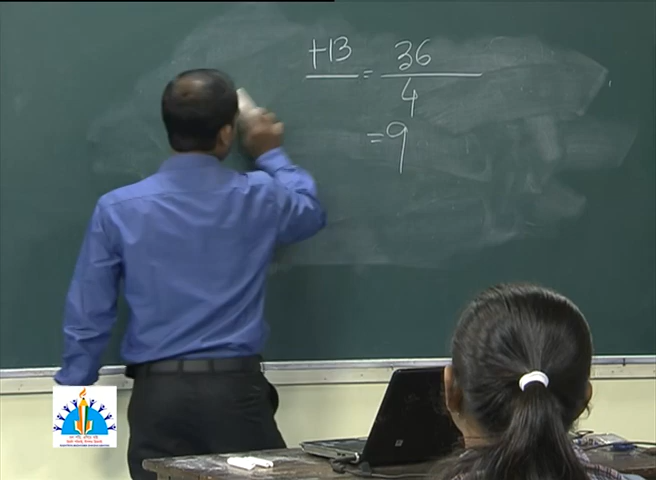 +13 = 36
4
= 9